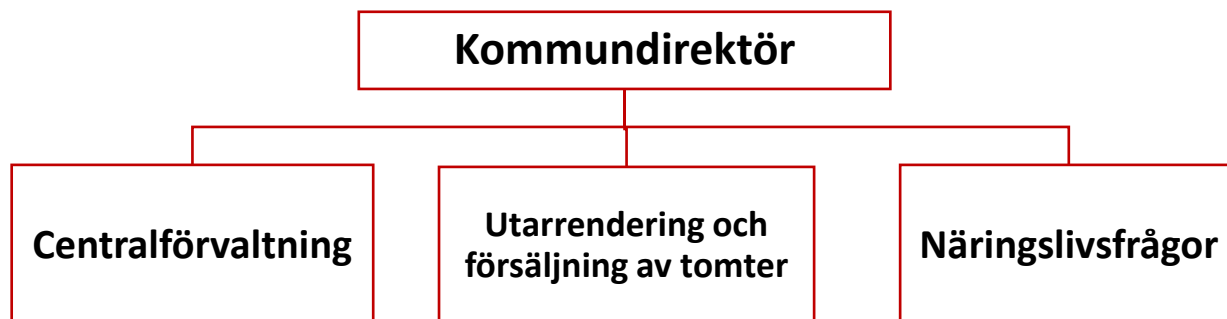 Kommundirektör
Centralförvaltning
Utarrendering och
försäljning av tomter
Näringslivsfrågor